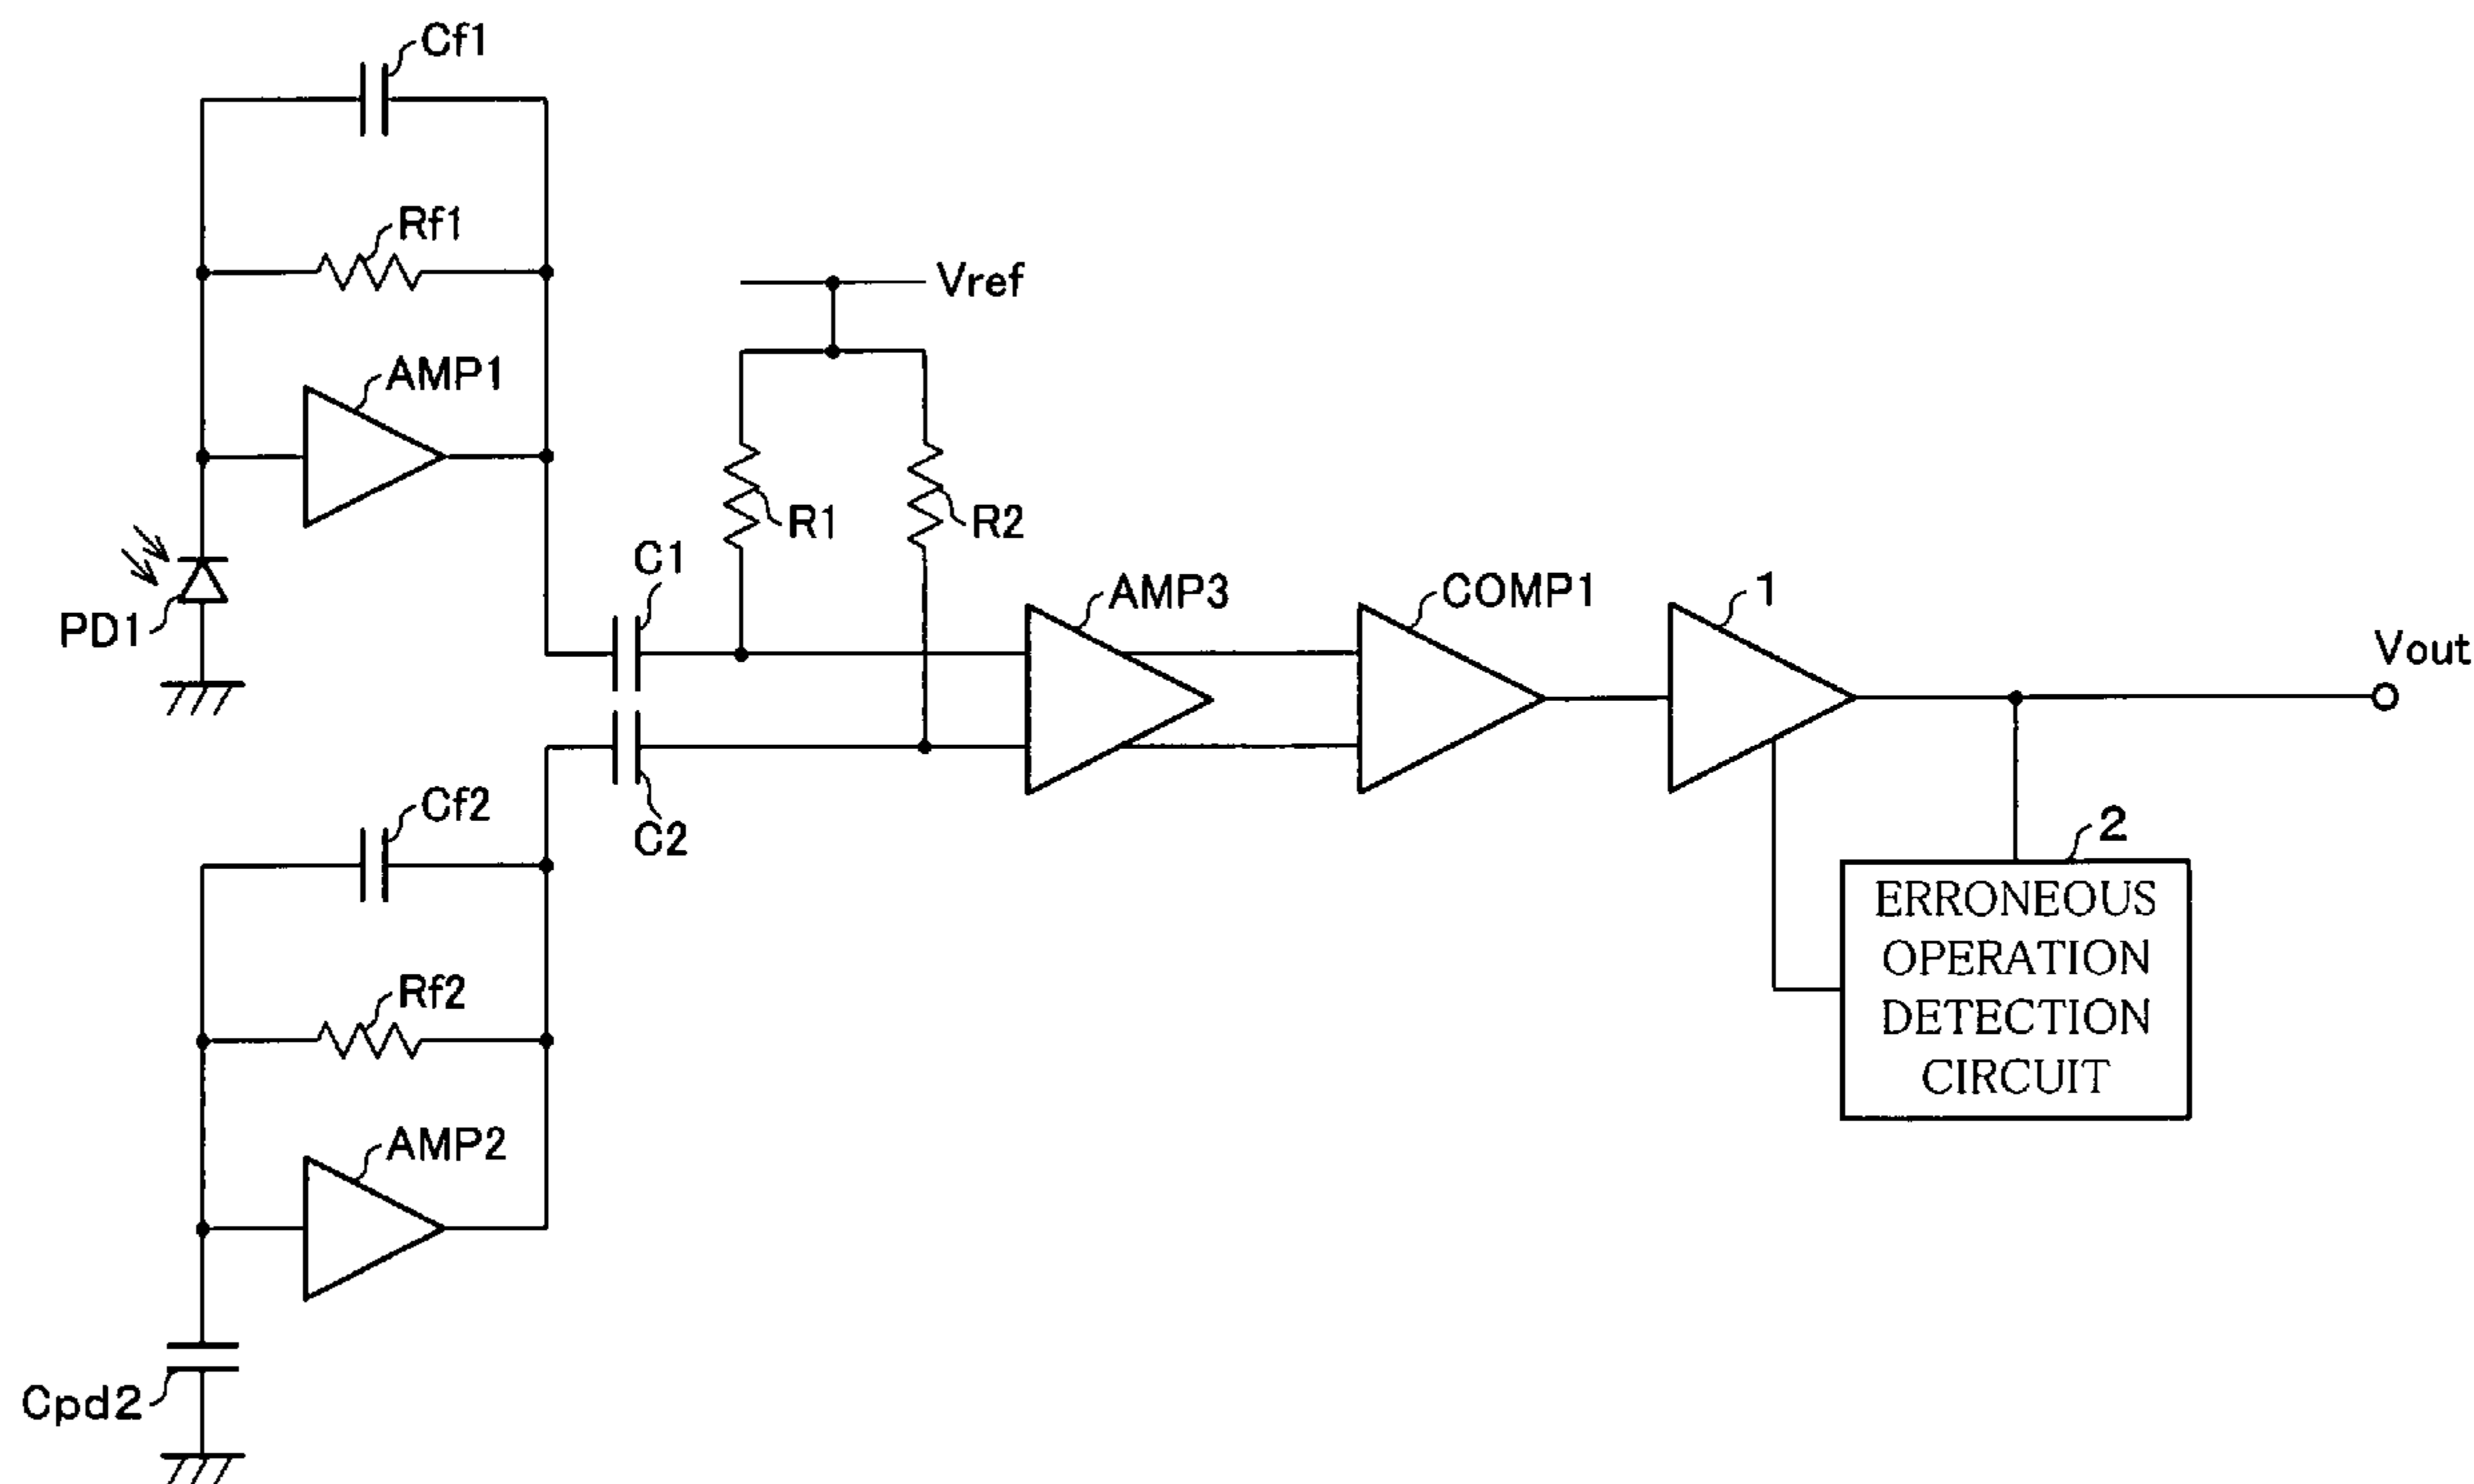 Cf1
Rf1
Vref
AMP1
R1
R2
C1
AMP3
COMP1
1
PD1
Vout
Cf2
C2
2
ERRONEOUS
OPERATION
DETECTION
CIRCUIT
Rf2
AMP2
Cpd2